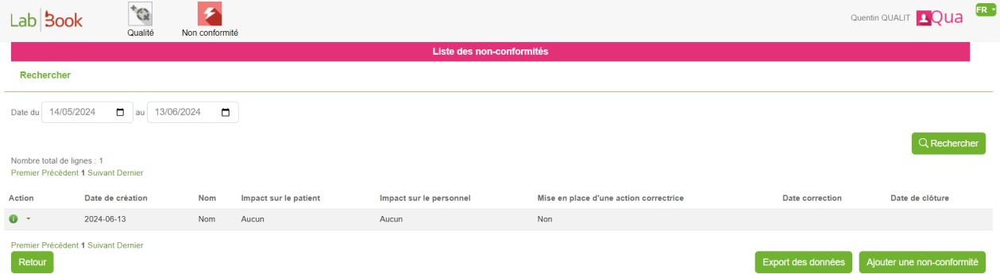 Lab Book
Qualité
Non conformité
Quentin QUALIT
Qua
FR
Liste des non-conformités
Rechercher
Date du 14/05/2024 au 13/06/2024
Rechercher
Nombre total de lignes : 1
Premier Précédent 1 Suivant Dernier
Action Date de création Nom Impact sur le patient Impact sur le personnel Mise en place d'une action correctrice Date correction Date de clôture
2024-06-13 Nom Aucun Aucun Non
Premier Précédent 1 Suivant Dernier
Retour Export des données Ajouter une non-conformité